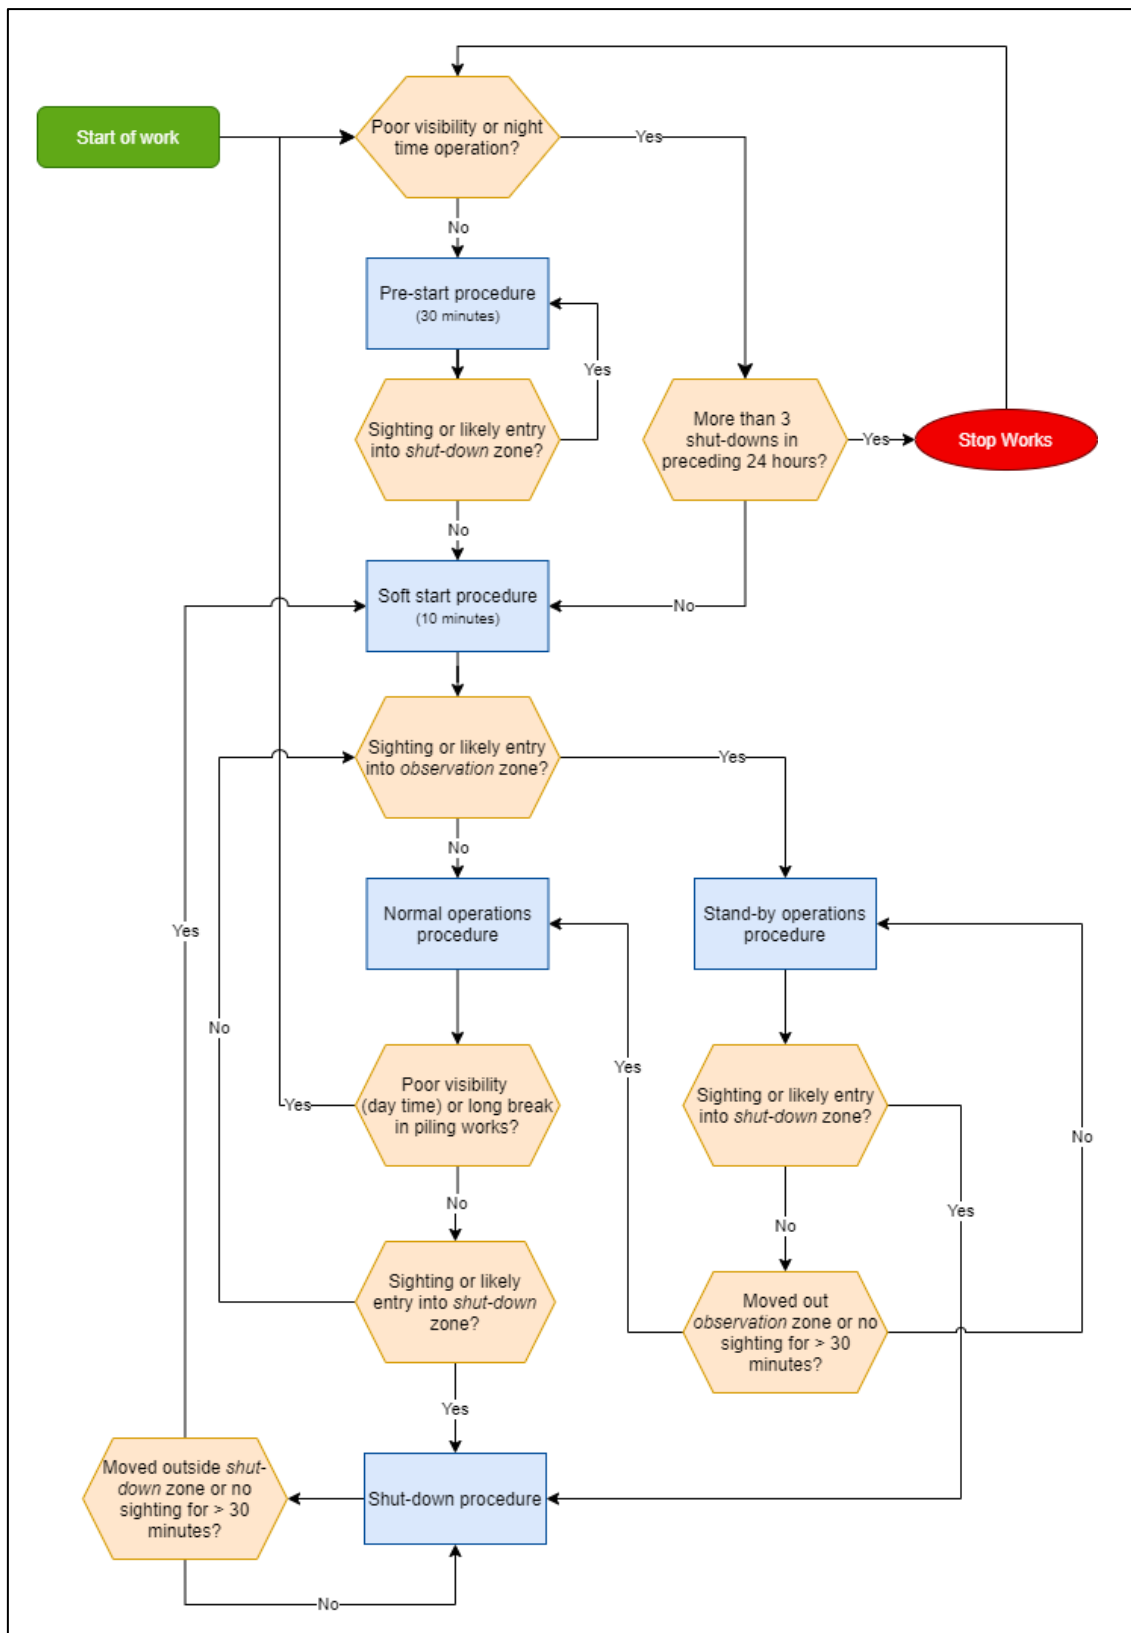 Start of work
Poor visibility or night
time operation?
Yes
No
Pre-start procedure
(30 minutes)
Yes
Sighting or likely entry
into shut-down zone?
More than 3
shut-downs in
preceding 24 hours?
Yes
Stop Works
No
Soft start procedure
(10 minutes)
No
Sighting or likely entry
into observation zone?
Yes
No
Normal operations
procedure
Stand-by operations
procedure
Yes
No
Poor visibility
(day time) or long break
in piling works?
Yes
Yes
Sighting or likely entry
into shut-down zone?
No
No
Yes
No
Sighting or likely
entry into shut-down
zone?
Moved out
observation zone or no
sighting for > 30
minutes?
Yes
Moved outside shut-
down zone or no
sighting for > 30
minutes?
Shut-down procedure
No